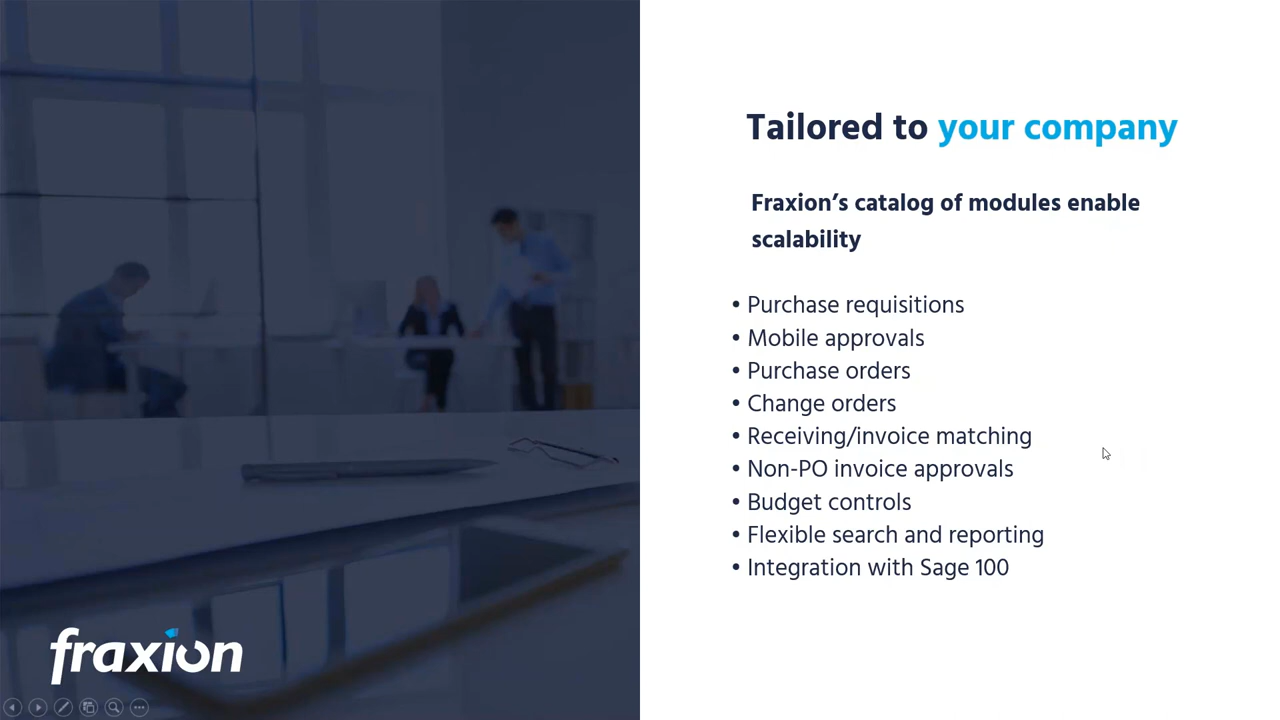 Tailored to your company
Fraxion’s catalog of modules enable
scalability
• Purchase requisitions
• Mobile approvals
• Purchase orders
• Change orders
• Receiving/invoice matching
• Non-PO invoice approvals
• Budget controls
• Flexible search and reporting
• Integration with Sage 100
fraxion